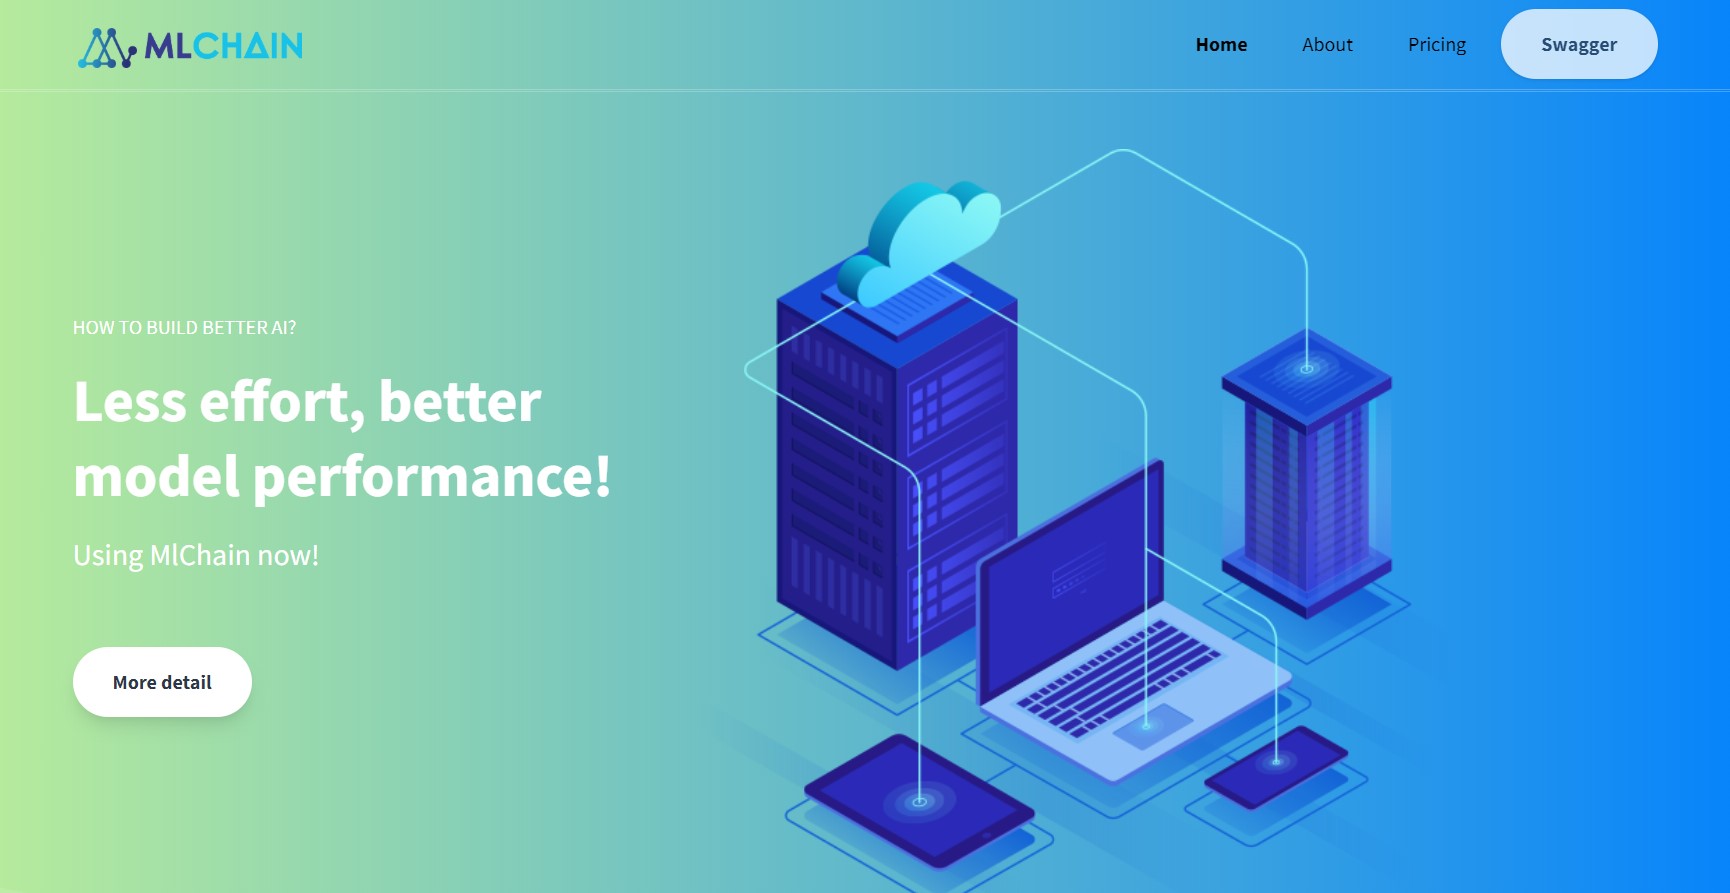 MLCHAIN
Home About Pricing Swagger
HOW TO BUILD BETTER AI?
Less effort, better
model performance!
Using MlChain now!
More detail